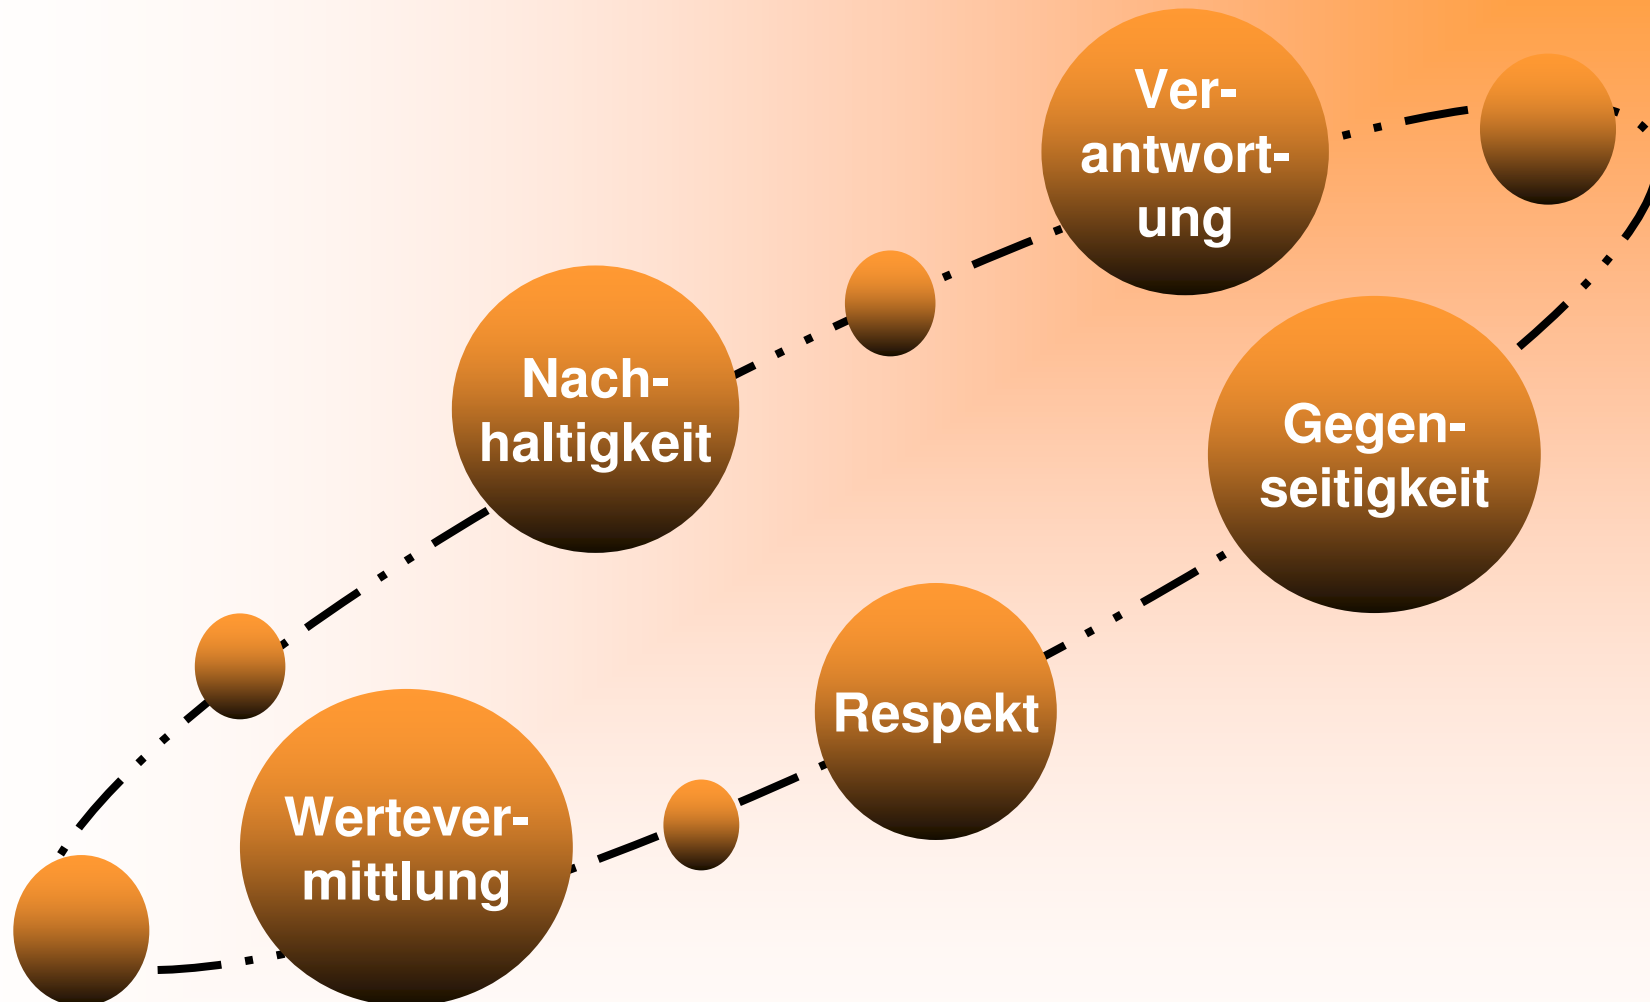 Ver-
antwort-
ung
Nach-
haltigkeit
Gegen-
seitigkeit
Respekt
Wertever-
mittlung